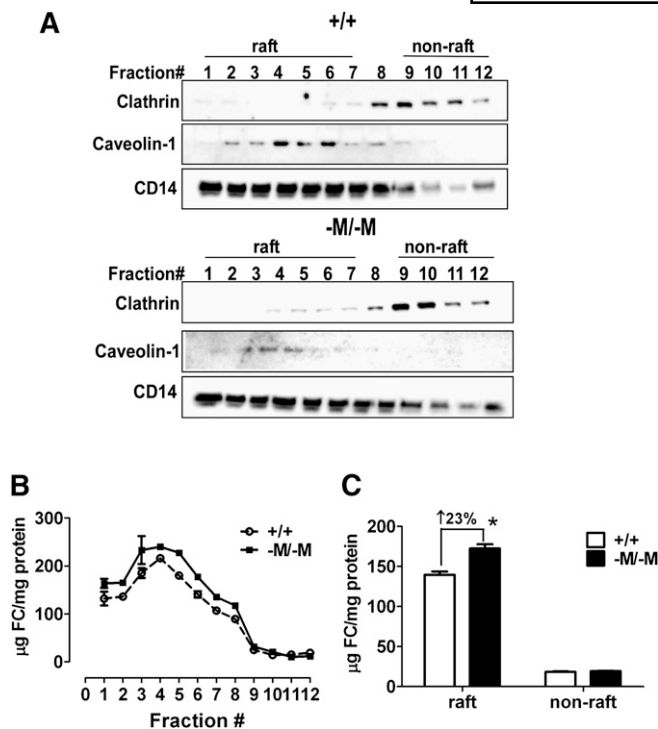 A
+/+
raft non-raft
Fraction# 1 2 3 4 5 6 7 8 9 10 11 12
Clathrin
Caveolin-1
CD14
-M/-M
raft non-raft
Fraction# 1 2 3 4 5 6 7 8 9 10 11 12
Clathrin
Caveolin-1
CD14
B
µg FC/mg protein
300
200
100
0
+/+
-M/-M
0 1 2 3 4 5 6 7 8 9 10 11 12
Fraction #
C
µg FC/mg protein
200
150
100
50
0
↑23% *
+/+
-M/-M
raft non-raft